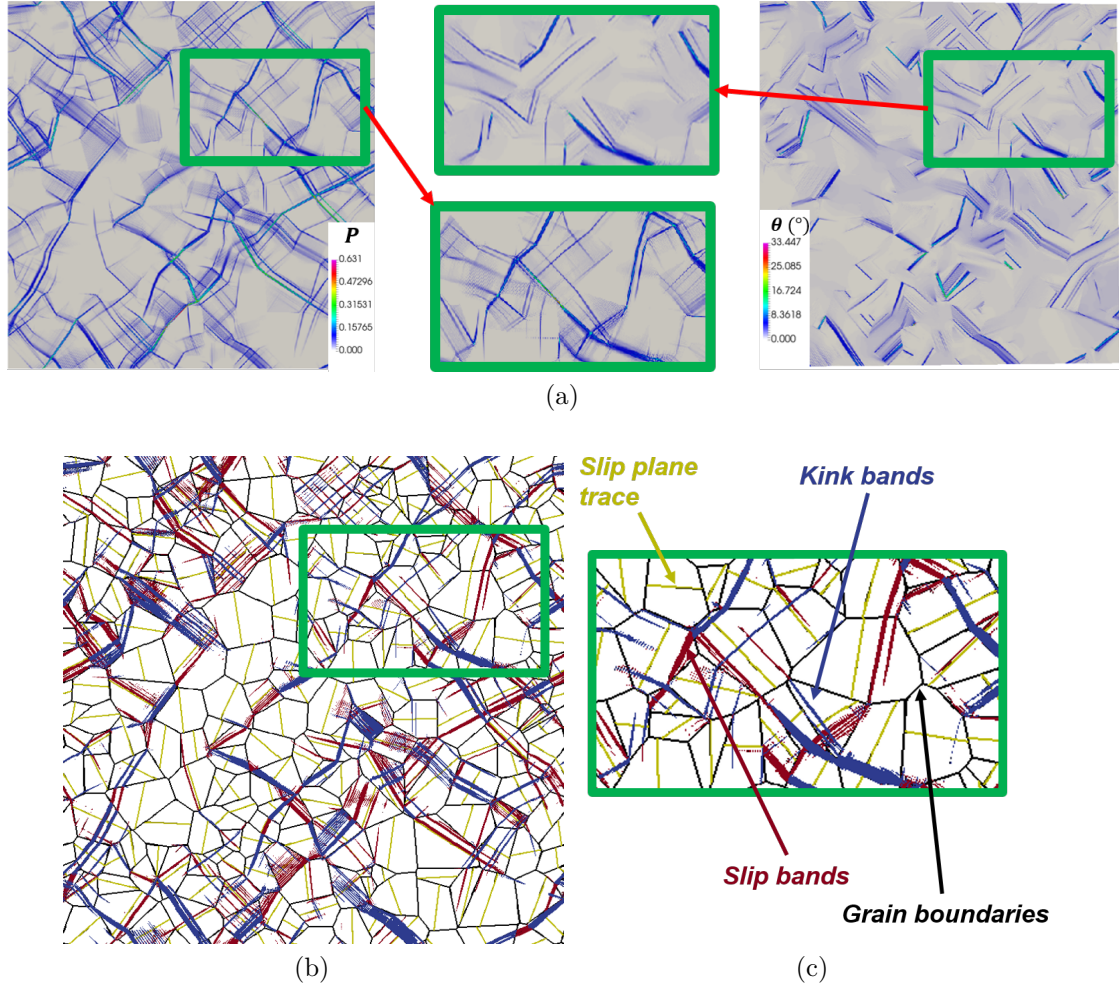 P
0.631
0.47296
0.31531
0.15765
0.000
θ (°)
33.447
25.085
16.724
8.3618
0.000
(a)
Slip plane
trace
Kink bands
Slip bands
Grain boundaries
(b)
(c)